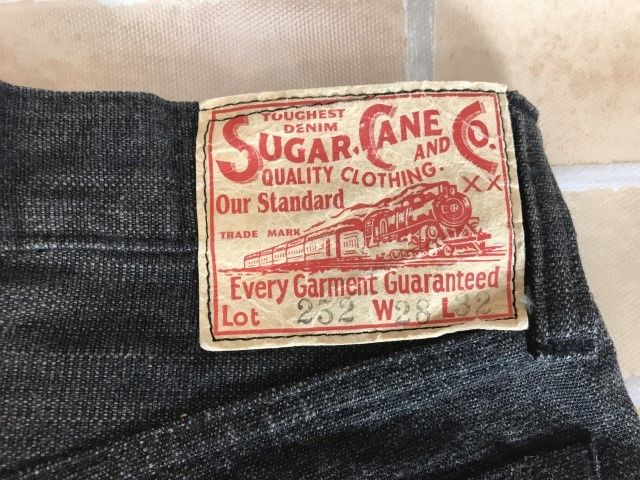 TOUGHEST
DENIM
SUGAR CANE AND CO.
QUALITY CLOTHING.
Our Standard
XX
TRADE MARK
Every Garment Guaranteed
Lot 252 W28 L32